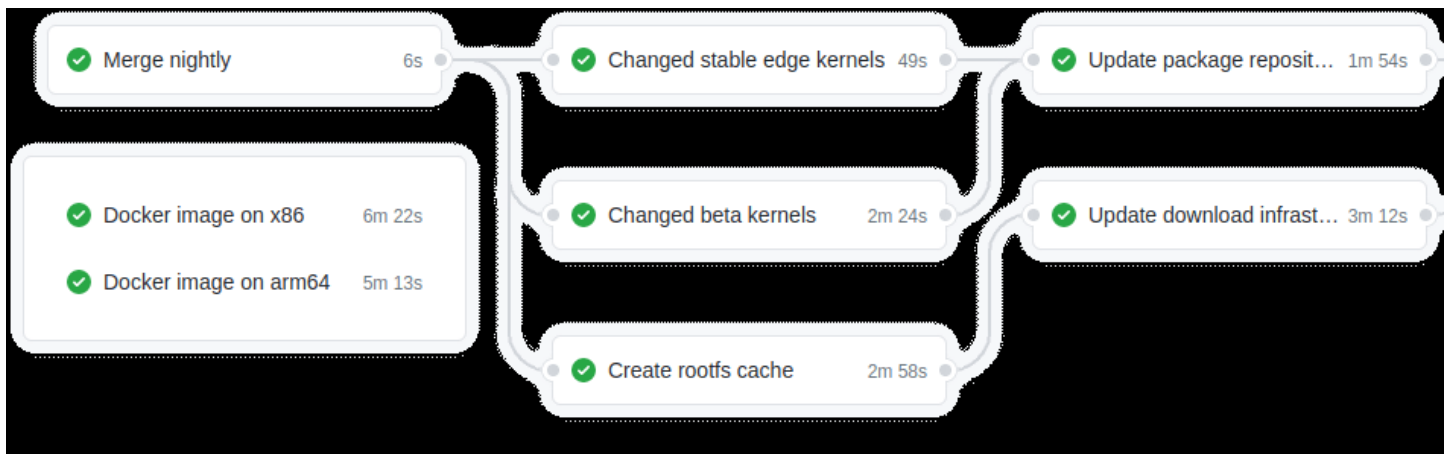 Merge nightly 6s
Changed stable edge kernels 49s
Update package reposit... 1m 54s
Docker image on x86 6m 22s
Docker image on arm64 5m 13s
Changed beta kernels 2m 24s
Update download infrast... 3m 12s
Create rootfs cache 2m 58s